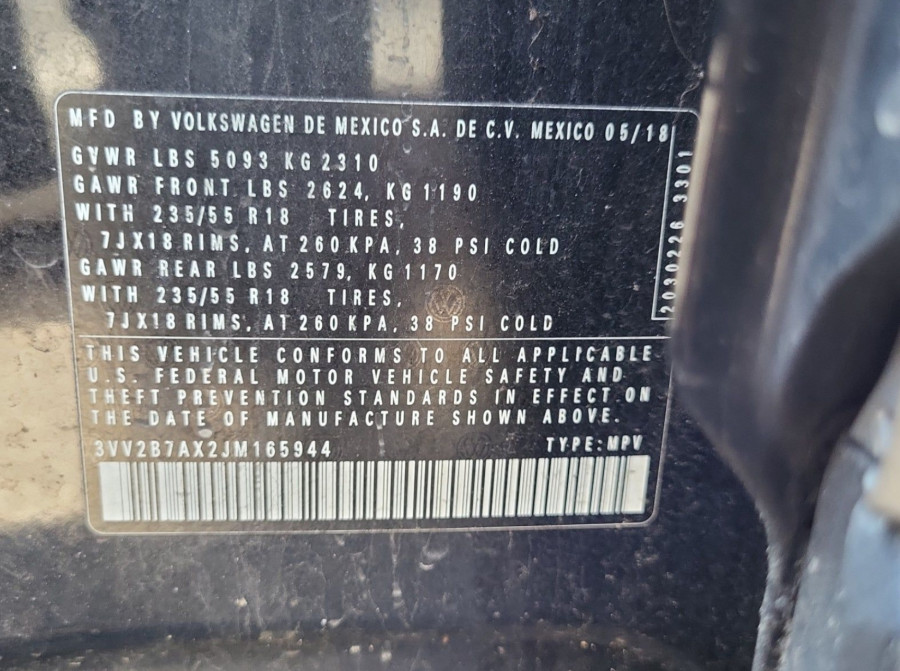 MFD BY VOLKSWAGEN DE MEXICO S.A. DE C.V. MEXICO 05/18
GVWR LBS 5093 KG 2310
GAWR FRONT LBS 2624, KG 1190
WITH 235/55 R18 TIRES,
7JX18 RIMS, AT 260 KPA, 38 PSI COLD
GAWR REAR LBS 2579, KG 1170
WITH 235/55 R18 TIRES,
7JX18 RIMS, AT 260 KPA, 38 PSI COLD
2030226 3301
THIS VEHICLE CONFORMS TO ALL APPLICABLE
U.S. FEDERAL MOTOR VEHICLE SAFETY AND
THEFT PREVENTION STANDARDS IN EFFECT ON
THE DATE OF MANUFACTURE SHOWN ABOVE.
3VV2B7AX2JM165944 TYPE: MPV